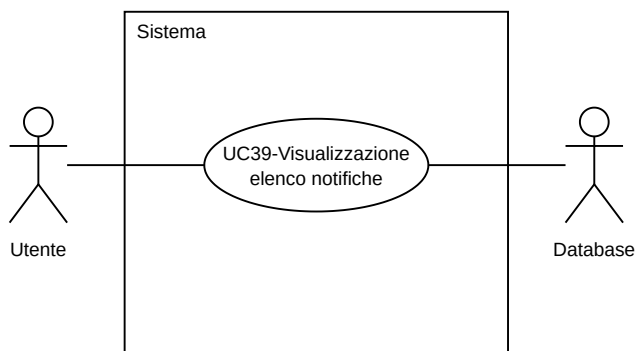 Sistema
UC39-Visualizzazione
elenco notifiche
Utente
Database